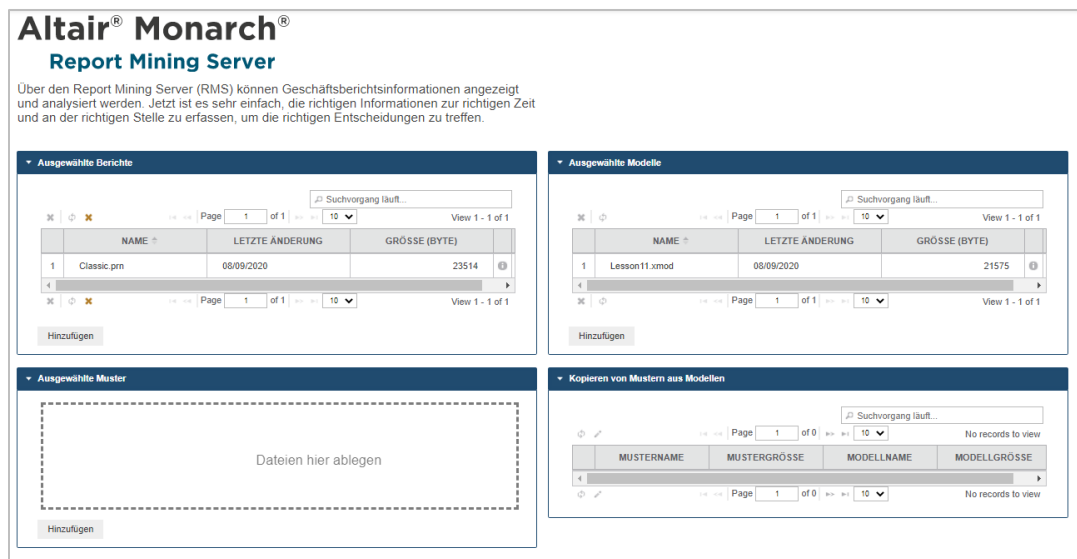 Altair® Monarch®
Report Mining Server
Über den Report Mining Server (RMS) können Geschäftsberichtsinformationen angezeigt
und analysiert werden. Jetzt ist es sehr einfach, die richtigen Informationen zur richtigen Zeit
und an der richtigen Stelle zu erfassen, um die richtigen Entscheidungen zu treffen.
Ausgewählte Berichte
Suchvorgang läuft...
Page 1 of 1 10 View 1 - 1 of 1
NAME LETZTE ÄNDERUNG GRÖSSE (BYTE)
1 Classic.prn 08/09/2020 23514
Page 1 of 1 10 View 1 - 1 of 1
Hinzufügen
Ausgewählte Modelle
Suchvorgang läuft...
Page 1 of 1 10 View 1 - 1 of 1
NAME LETZTE ÄNDERUNG GRÖSSE (BYTE)
1 Lesson11.xmod 08/09/2020 21575
Page 1 of 1 10 View 1 - 1 of 1
Hinzufügen
Ausgewählte Muster
Dateien hier ablegen
Hinzufügen
Kopieren von Mustern aus Modellen
Suchvorgang läuft...
Page 1 of 0 10 No records to view
MUSTERNAME MUSTERGRÖSSE MODELLNAME MODELLGRÖSSE
Page 1 of 0 10 No records to view